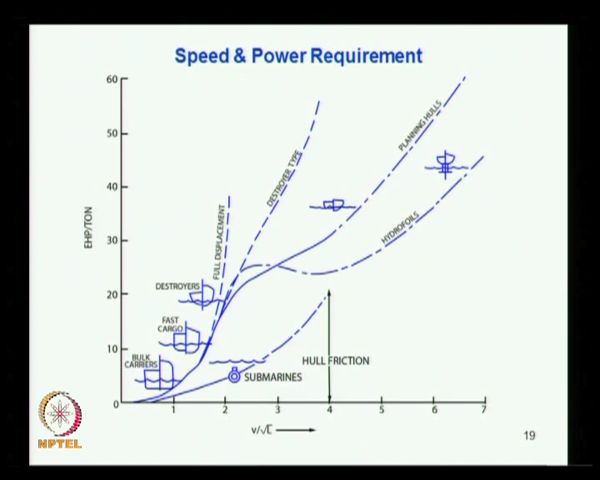 Speed & Power Requirement
60
50
40
30
20
10
0
EHP/TON
FULL DISPLACEMENT
DESTROYER TYPE
PLANNING HULLS
HYDROFOILS
DESTROYERS
FAST
CARGO
BULK
CARRIERS
SUBMARINES
HULL FRICTION
1 2 3 4 5 6 7
v/√L
NPTEL
19